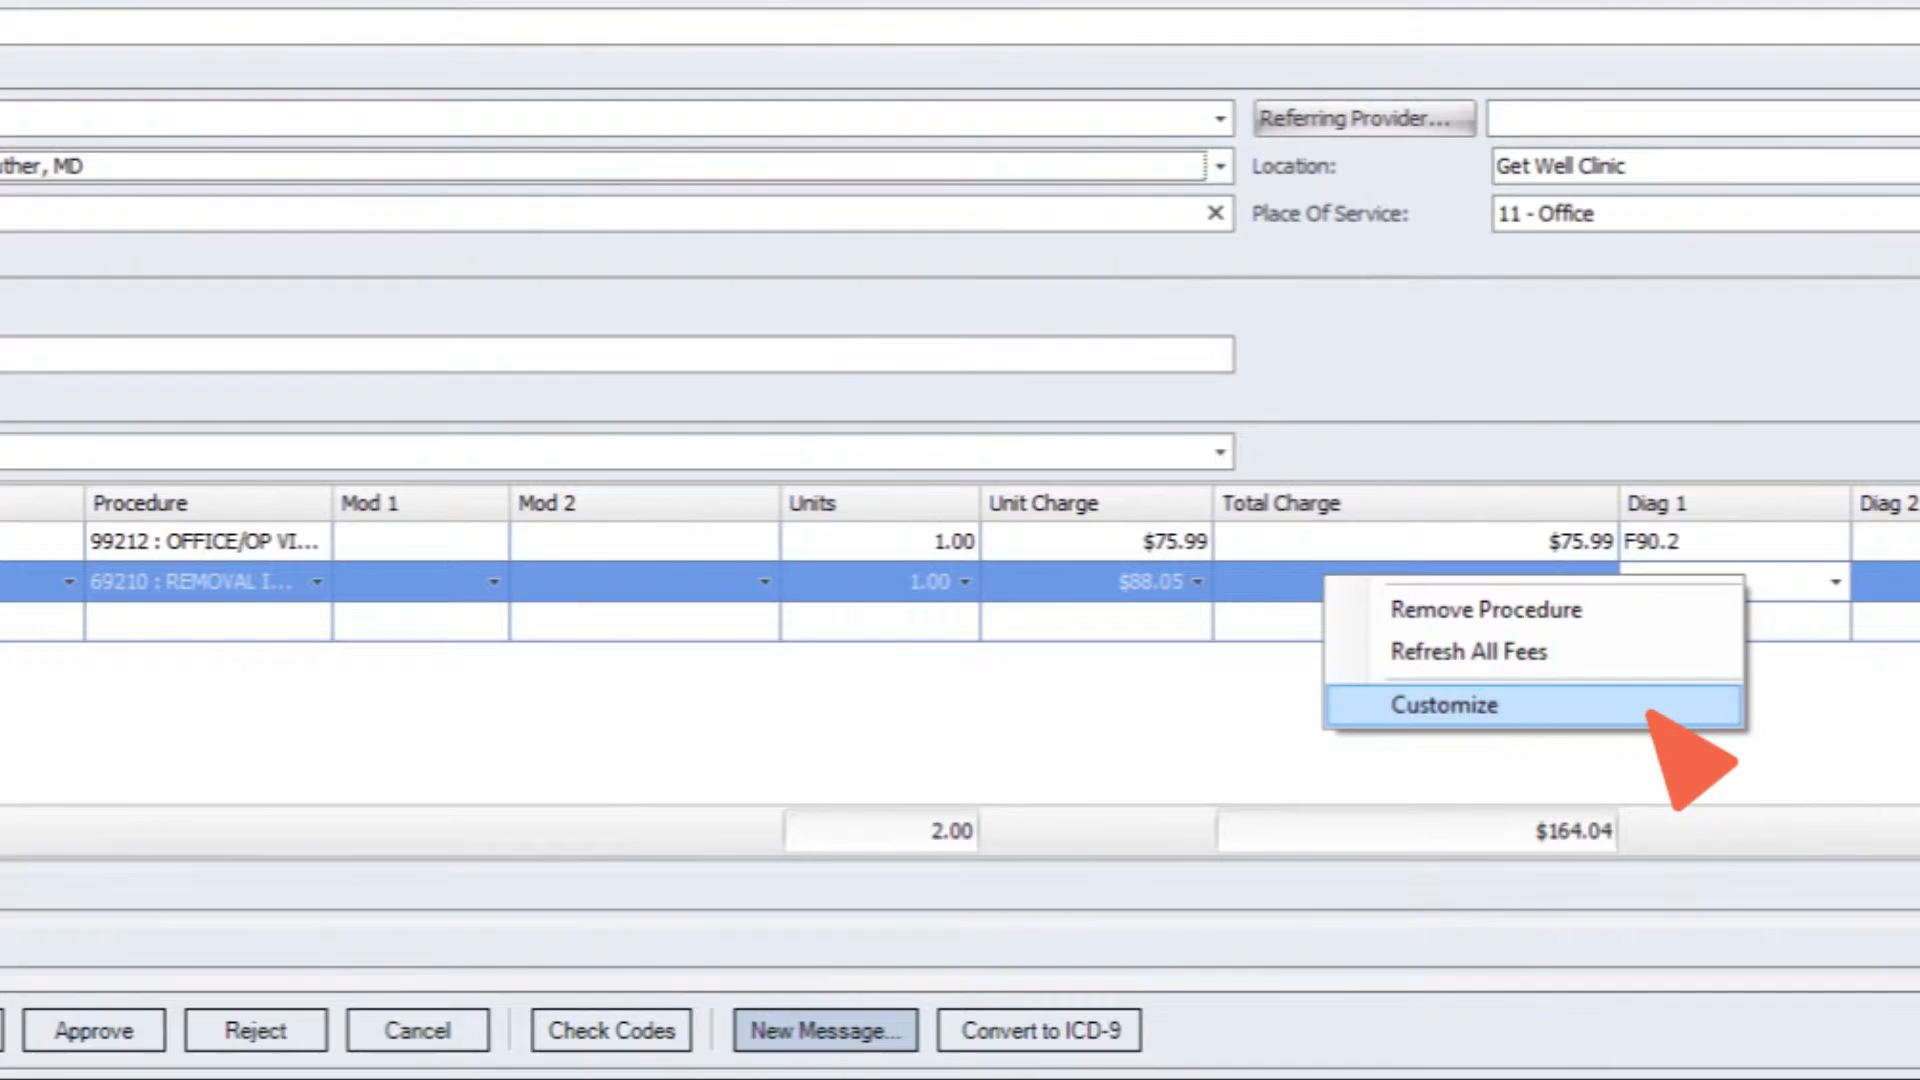 Referring Provider...
ther, MD
Location:
Get Well Clinic
Place Of Service:
11 - Office
Procedure Mod 1 Mod 2 Units Unit Charge Total Charge Diag 1 Diag 2
99212 : OFFICE/OP VI... 1.00 $75.99 $75.99 F90.2
69210 : REMOVAL I... 1.00 $88.05
Remove Procedure
Refresh All Fees
Customize
2.00 $164.04
Approve Reject Cancel Check Codes New Message... Convert to ICD-9